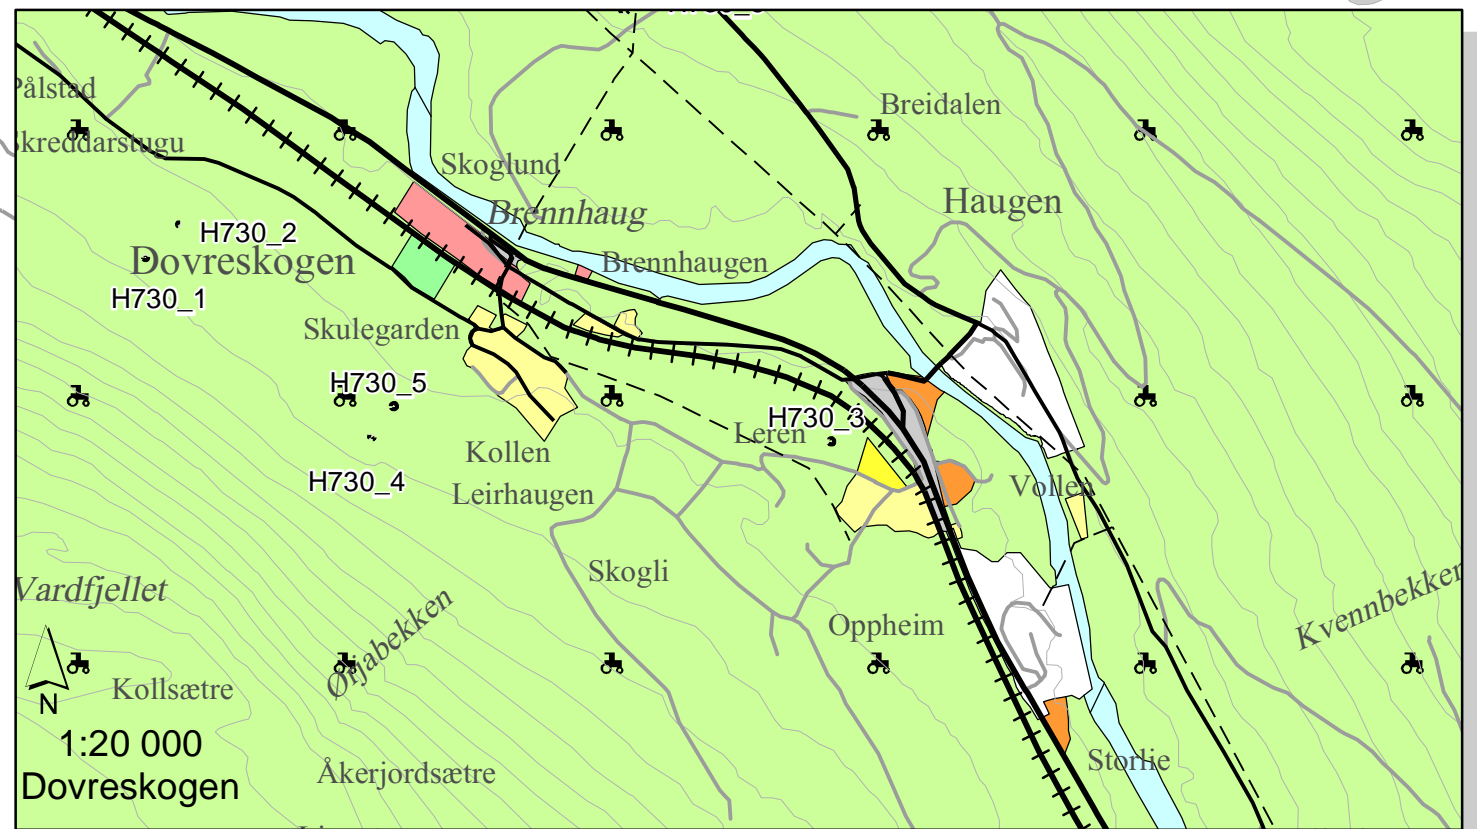 Pålstad
Breidalen
Skreddarstugu
Skoglund
Haugen
Brennhaug
H730_2
Dovreskogen
Brennhaugen
H730_1
Skulegarden
H730_5
H730_3
Leren
Kollen
H730_4
Leirhaugen
Vollen
Skogli
Vardfjellet
Kvennbekken
Oppheim
Kollsætre
N
1:20 000
Dovreskogen
Storlie
Åkerjordsætre